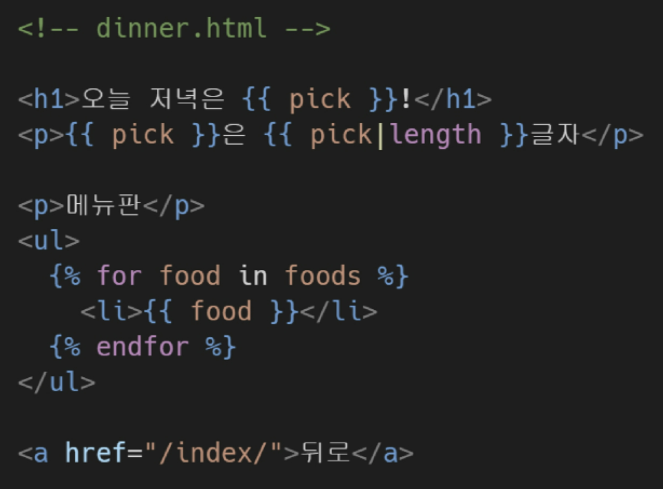 <!-- dinner.html -->
<h1>오늘 저녁은 {{ pick }}!</h1>
<p>{{ pick }}은 {{ pick|length }}글자</p>
<p>메뉴판</p>
<ul>
{% for food in foods %}
<li>{{ food }}</li>
{% endfor %}
</ul>
<a href="/index/">뒤로</a>